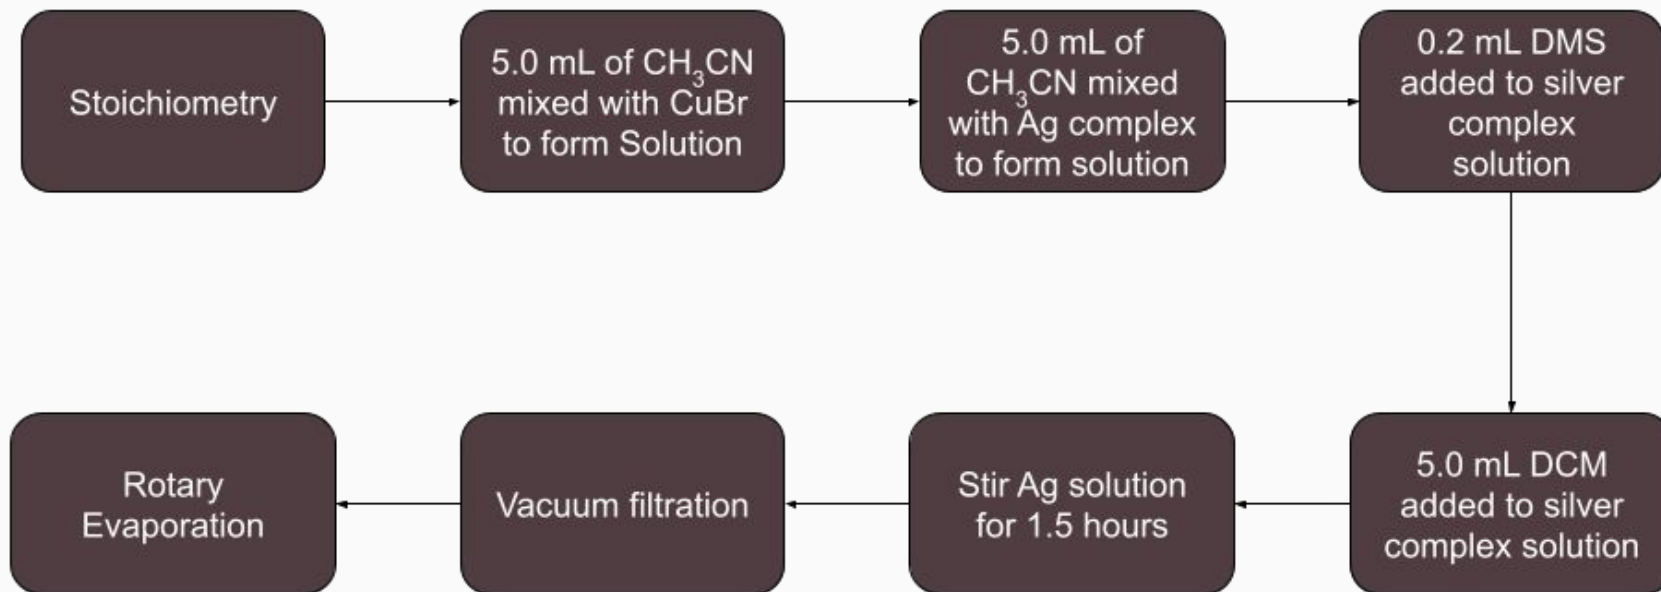 Stoichiometry
5.0 mL of CH₃CN
mixed with CuBr
to form Solution
5.0 mL of
CH₃CN mixed
with Ag complex
to form solution
0.2 mL DMS
added to silver
complex
solution
5.0 mL DCM
added to silver
complex solution
Stir Ag solution
for 1.5 hours
Vacuum filtration
Rotary
Evaporation